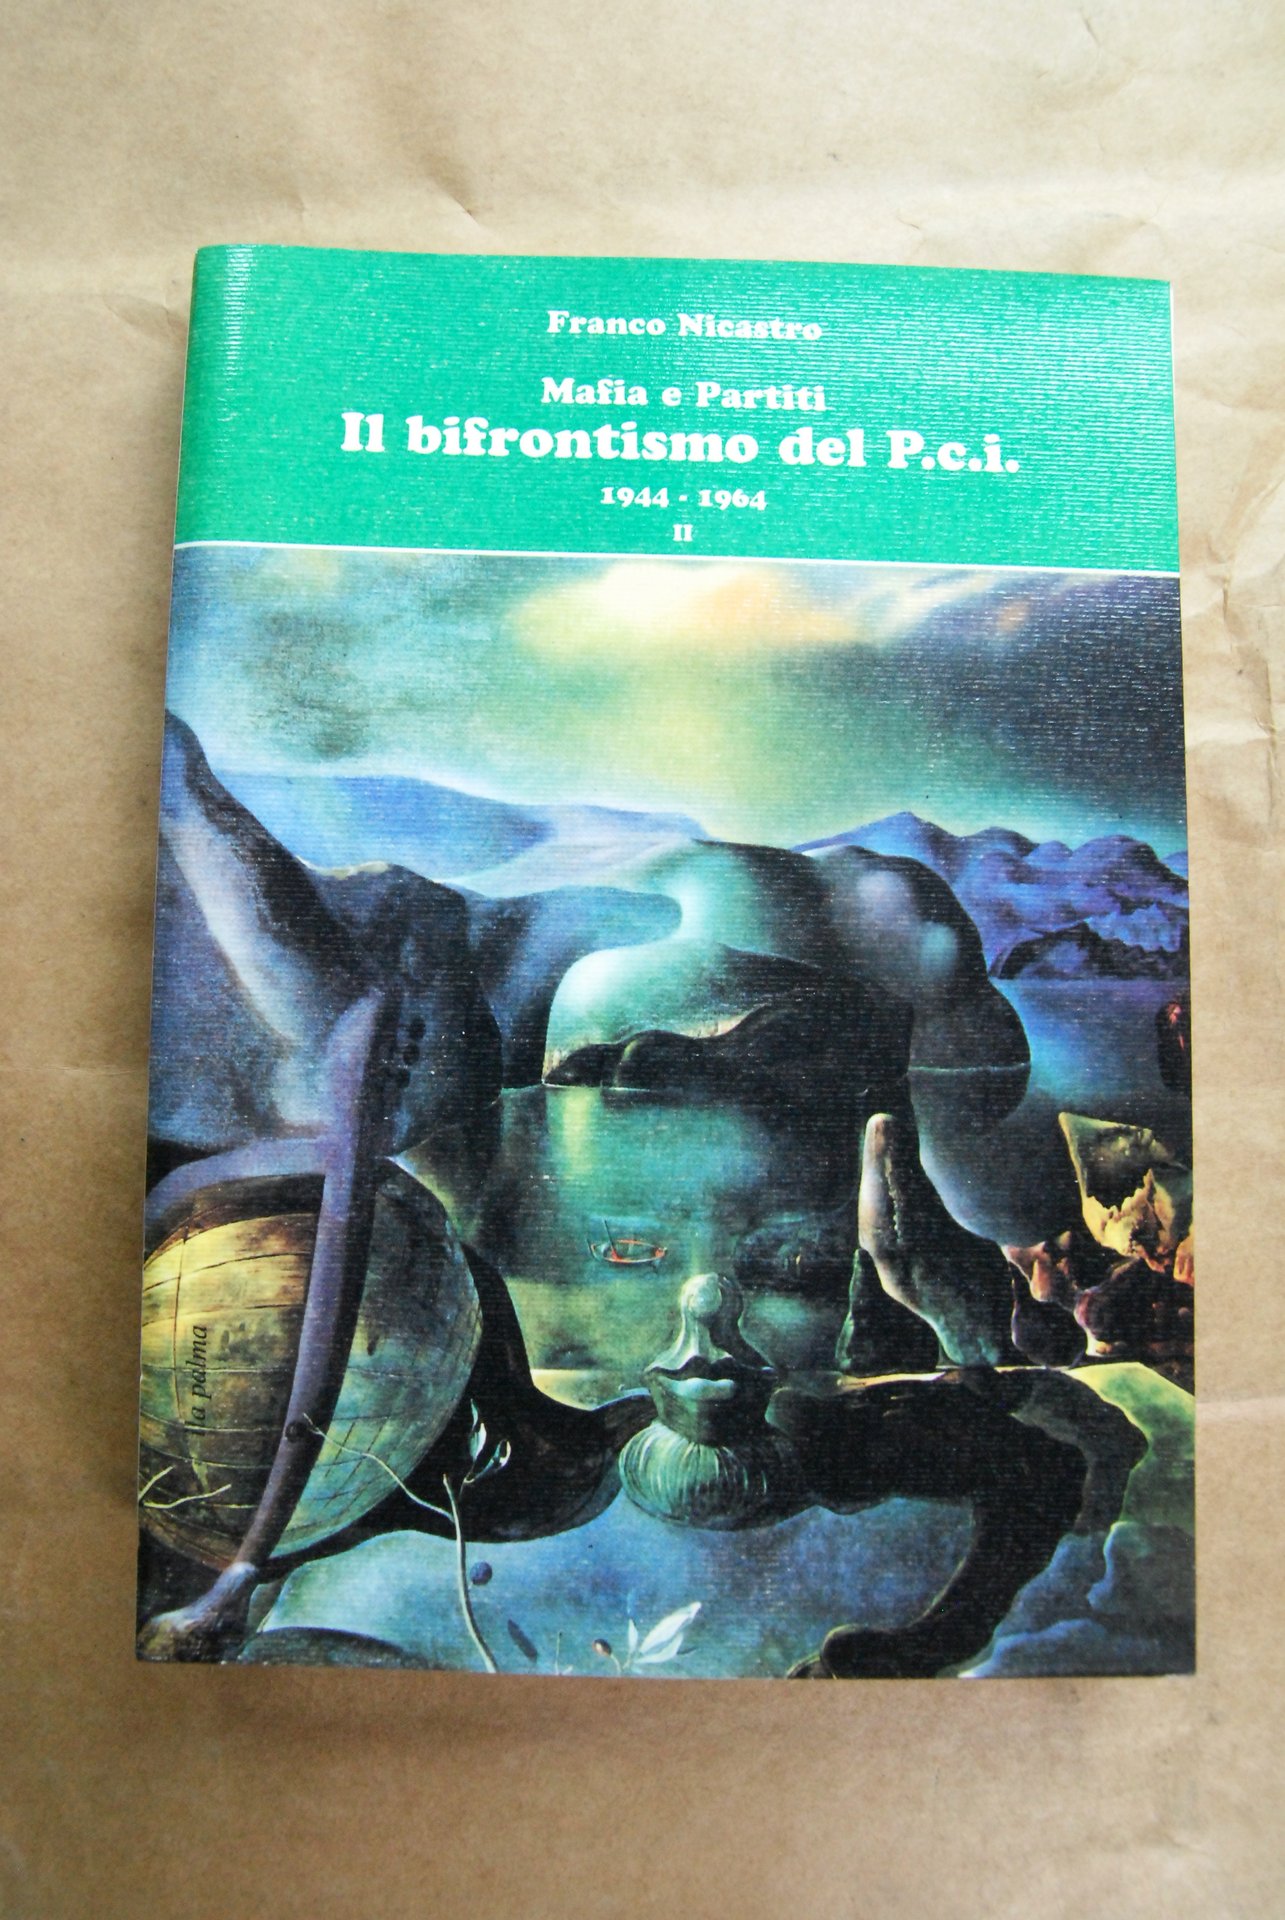 Franco Nicastro
Mafia e Partiti
Il bifrontismo del P.c.i.
1944 - 1964
II
la palma